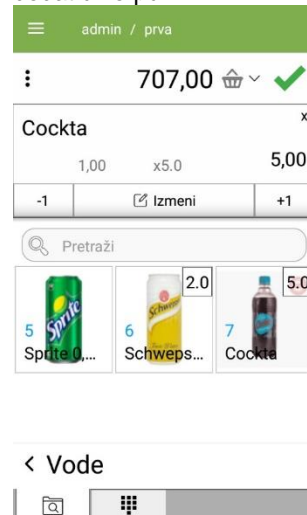 admin / prva
707,00
Cockta
x
1,00 x5.0 5,00
-1 Izmeni +1
Pretraži
2.0 5.0
5 6 7
Sprite 0,... Schweps... Cockta
< Vode